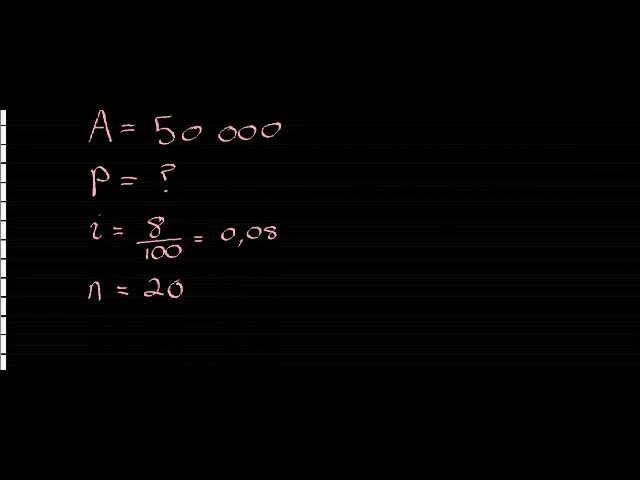 A = 50 000
P = ?
i = 8/100 = 0,08
n = 20